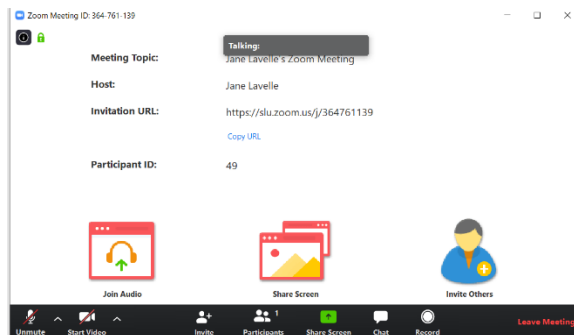 Zoom Meeting ID: 364-761-139
Talking:
Meeting Topic: Jane Lavelle's Zoom Meeting
Host: Jane Lavelle
Invitation URL: https://slu.zoom.us/j/364761139
Copy URL
Participant ID: 49
Join Audio Share Screen Invite Others
1
Unmute Start Video Invite Participants Share Screen Chat Record Leave Meeting